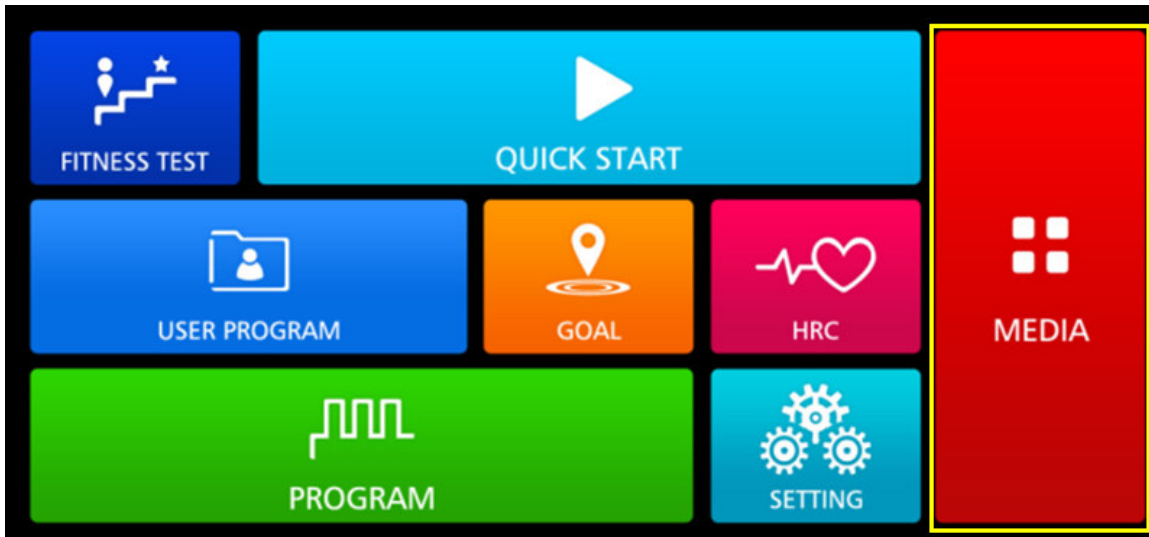 FITNESS TEST
QUICK START
USER PROGRAM
GOAL
HRC
MEDIA
PROGRAM
SETTING